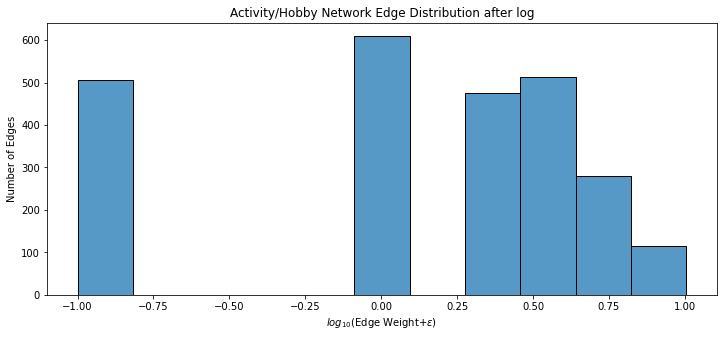 Activity/Hobby Network Edge Distribution after log
Number of Edges
600
500
400
300
200
100
0
−1.00 −0.75 −0.50 −0.25 0.00 0.25 0.50 0.75 1.00
log₁₀(Edge Weight+ε)